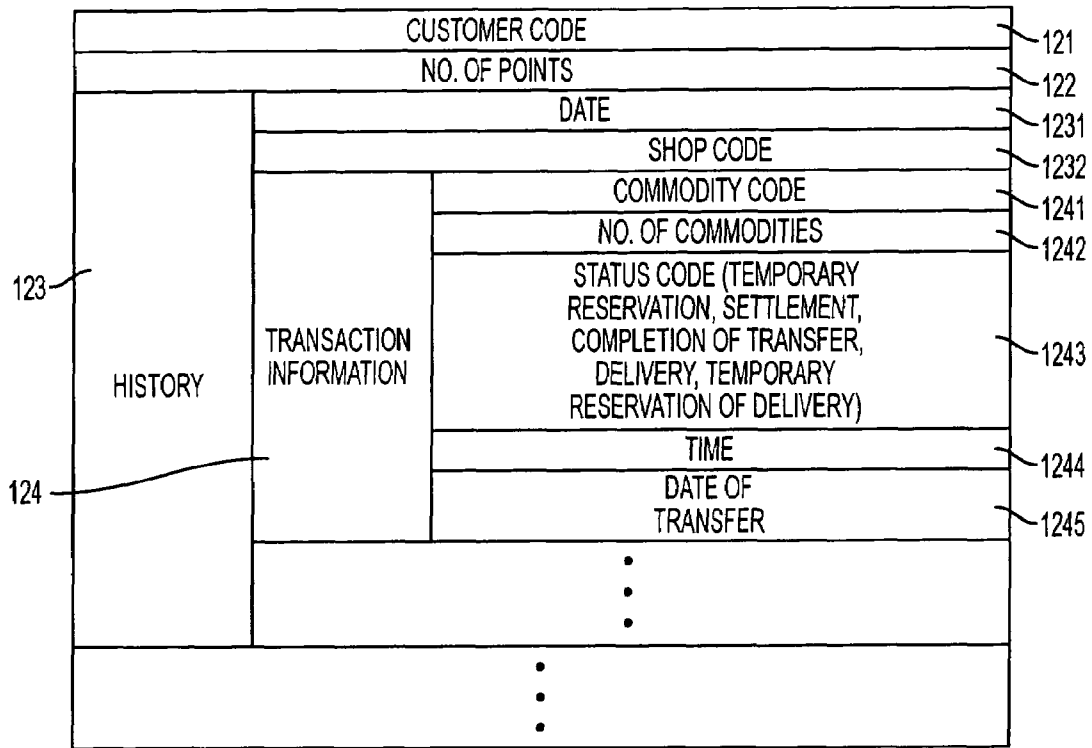 CUSTOMER CODE
121
NO. OF POINTS
122
DATE
1231
SHOP CODE
1232
COMMODITY CODE
1241
NO. OF COMMODITIES
1242
123
HISTORY
TRANSACTION
INFORMATION
STATUS CODE (TEMPORARY
RESERVATION, SETTLEMENT,
COMPLETION OF TRANSFER,
DELIVERY, TEMPORARY
RESERVATION OF DELIVERY)
1243
TIME
1244
124
DATE OF
TRANSFER
1245